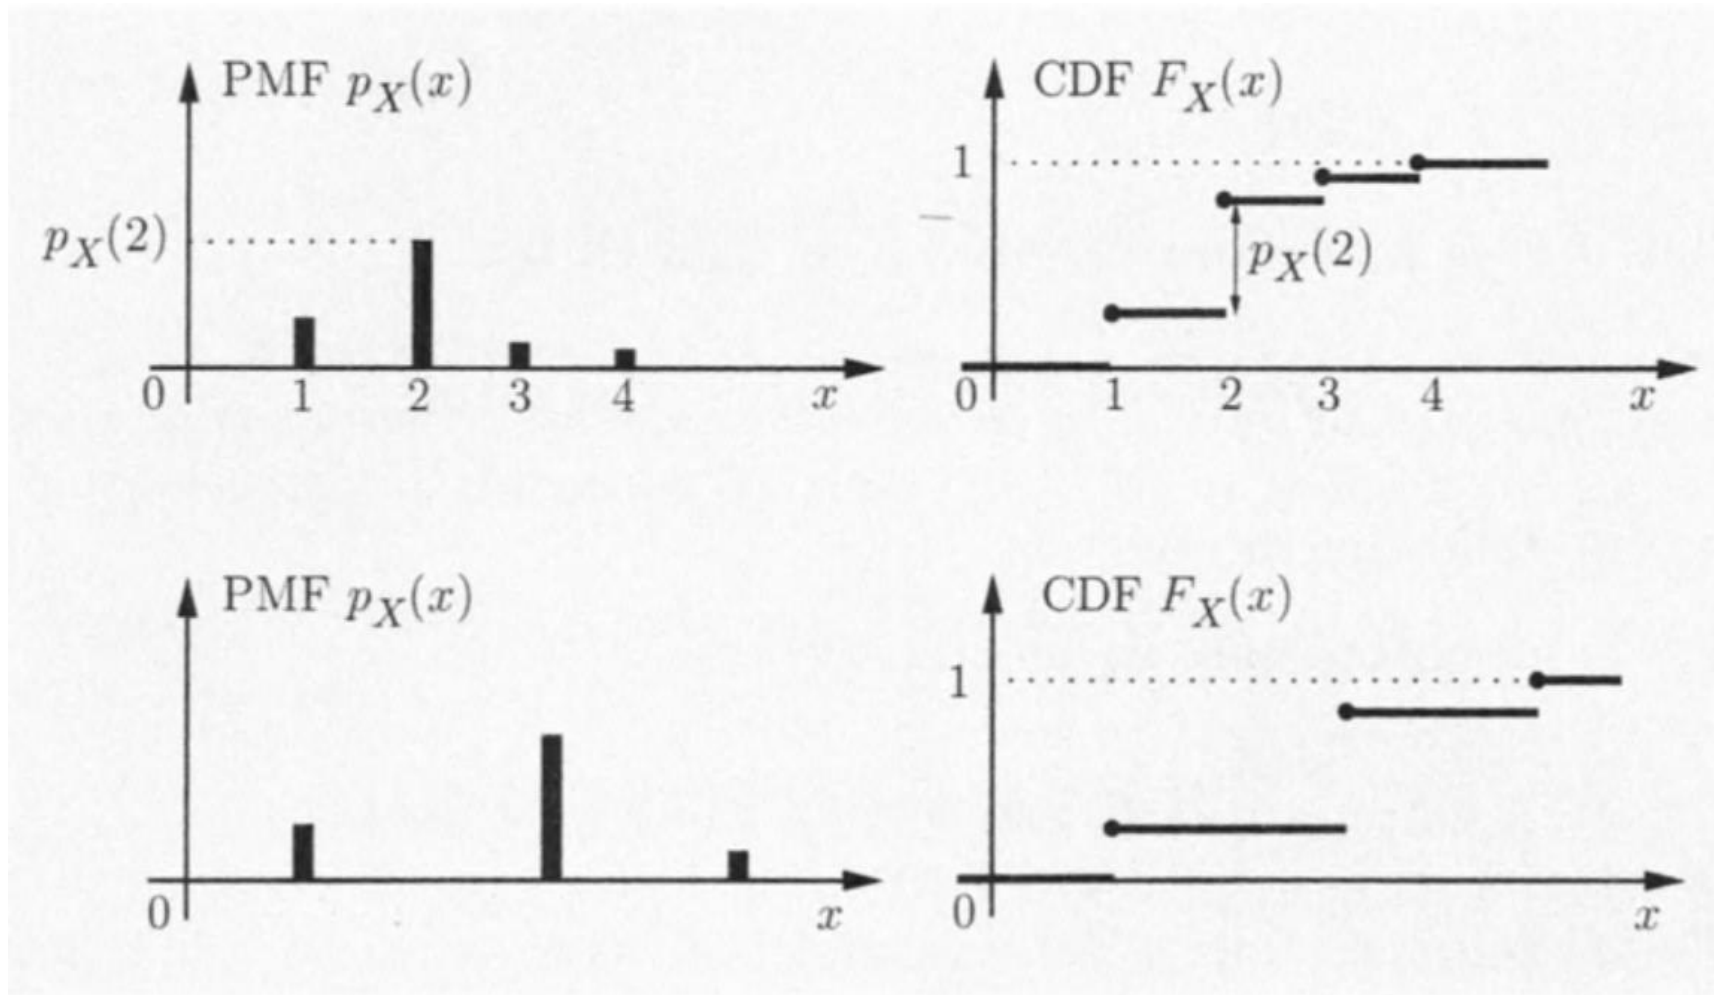 PMF p_X(x)
p_X(2)
0 1 2 3 4 x
CDF F_X(x)
1
p_X(2)
0 1 2 3 4 x
PMF p_X(x)
0 x
CDF F_X(x)
1
0 x